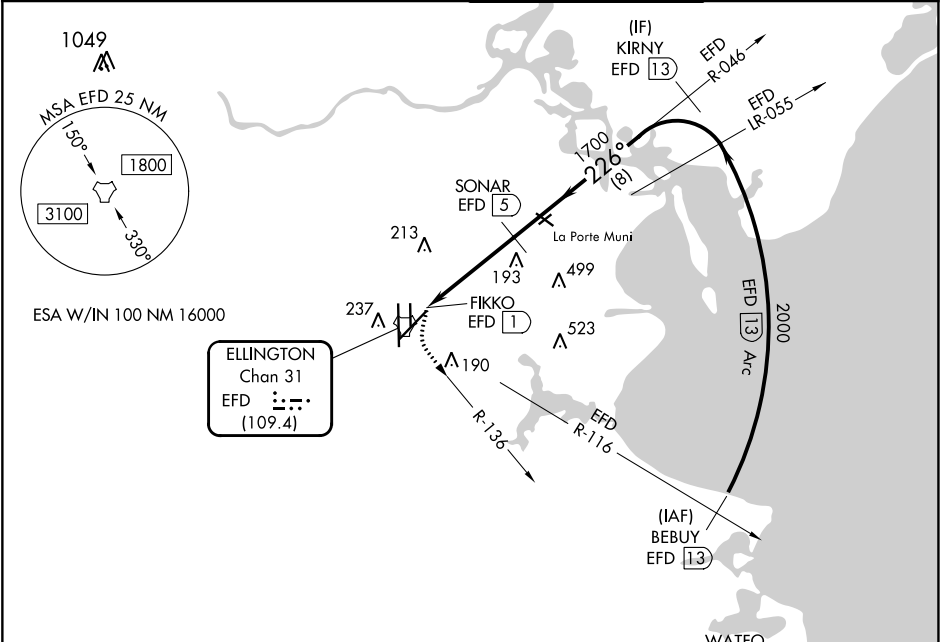 1049
MSA EFD 25 NM
150°
1800
3100
330°
ESA W/IN 100 NM 16000
(IF)
KIRNY
EFD 13
EFD
R-046
EFD
LR-055
1700
226°
(8)
SONAR
EFD 5
La Porte Muni
213
193
499
237
FIKKO
EFD 1
523
190
ELLINGTON
Chan 31
EFD
(109.4)
R-136
EFD
R-116
EFD 13 Arc
2000
(IAF)
BEBUY
EFD 13